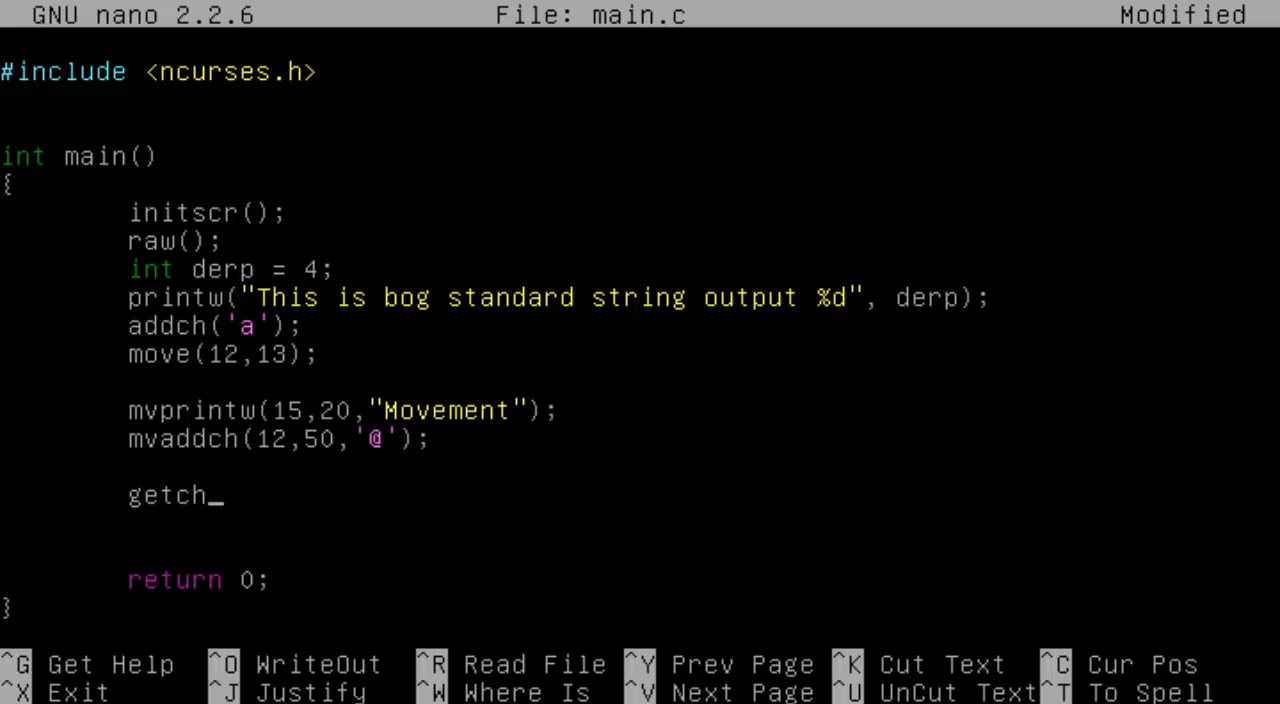 GNU nano 2.2.6 File: main.c Modified
#include <ncurses.h>
int main()
{
initscr();
raw();
int derp = 4;
printw("This is bog standard string output %d", derp);
addch('a');
move(12,13);
mvprintw(15,20,"Movement");
mvaddch(12,50,'@');
getch_
return 0;
}
^G Get Help ^O WriteOut ^R Read File ^Y Prev Page ^K Cut Text ^C Cur Pos
^X Exit ^J Justify ^W Where Is ^V Next Page ^U UnCut Text ^T To Spell